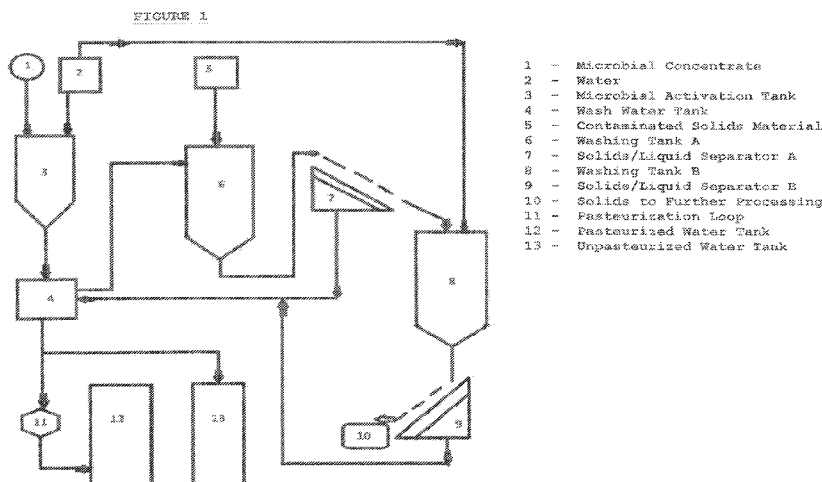 FIGURE 1
1
2
3
4
5
6
7
8
9
10
11
12
13
1 - Microbial Concentrate
2 - Water
3 - Microbial Activation Tank
4 - Wash Water Tank
5 - Contaminated Solids Material
6 - Washing Tank A
7 - Solids/Liquid Separator A
8 - Washing Tank B
9 - Solids/Liquid Separator B
10 - Solids to Further Processing
11 - Pasteurization Loop
12 - Pasteurized Water Tank
13 - Unpasteurized Water Tank